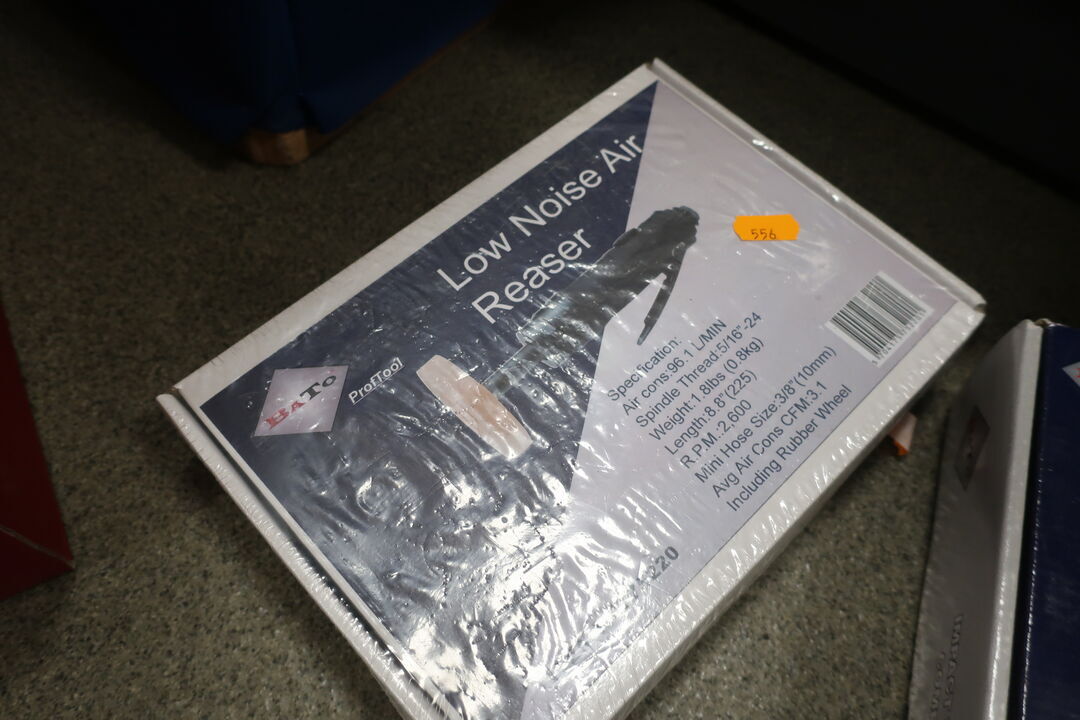 Low Noise Air
Reaser
HaTo
ProfTool
556
Specification:
Air cons:96.1 L/MIN
Spindle Thread:5/16"-24
Weight:1.8lbs (0.8kg)
Length:8.8"(225)
R.P.M.:2,600
Mini Hose Size:3/8"(10mm)
Avg Air Cons CFM:3.1
Including Rubber Wheel
220